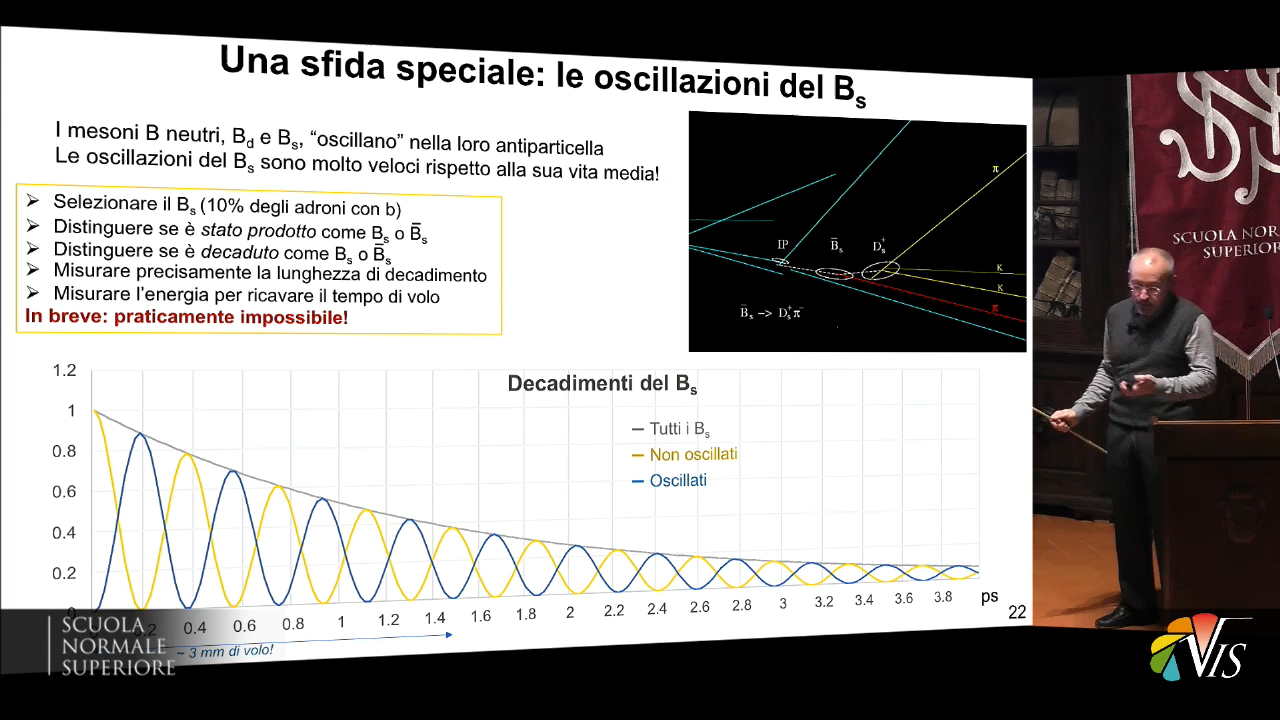 Una sfida speciale: le oscillazioni del Bs
I mesoni B neutri, Bd e Bs, “oscillano” nella loro antiparticella
Le oscillazioni del Bs sono molto veloci rispetto alla sua vita media!
➢ Selezionare il Bs (10% degli adroni con b)
➢ Distinguere se è stato prodotto come Bs o B̅s
➢ Distinguere se è decaduto come Bs o B̅s
➢ Misurare precisamente la lunghezza di decadimento
➢ Misurare l’energia per ricavare il tempo di volo
In breve: praticamente impossibile!
π
IP B̅s Ds+
K
K
π
B̅s -> Ds+ π-
SCUOLA NORMALE
SUPERIORE
Decadimenti del Bs
Tutti i Bs
Non oscillati
Oscillati
1.2
1
0.8
0.6
0.4
0.2
0
0.2 0.4 0.6 0.8 1 1.2 1.4 1.6 1.8 2 2.2 2.4 2.6 2.8 3 3.2 3.4 3.6 3.8 ps
~ 3 mm di volo!
22
SCUOLA
NORMALE
SUPERIORE
VIS